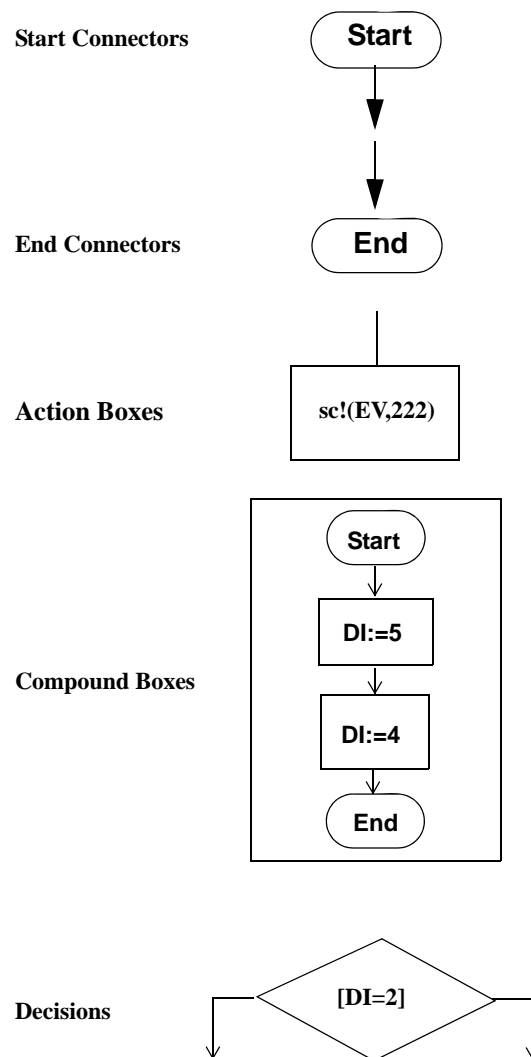 Start Connectors
Start
End Connectors
End
Action Boxes
sc!(EV,222)
Compound Boxes
Start
DI:=5
DI:=4
End
Decisions
[DI=2]